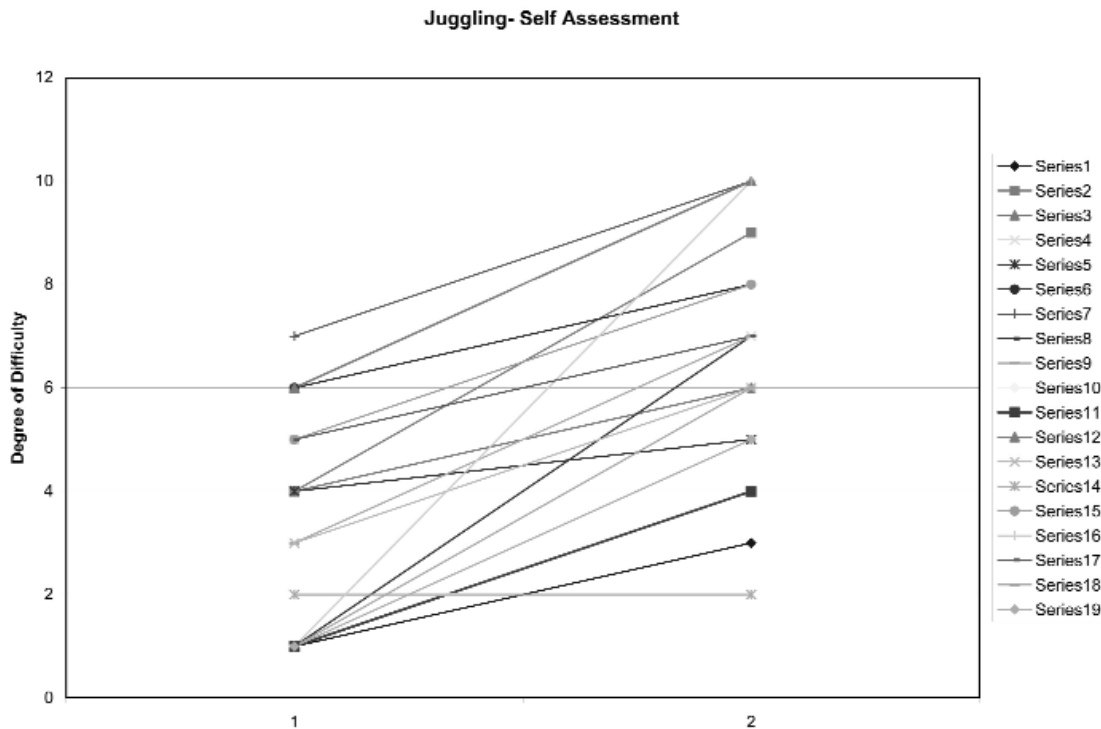 Juggling- Self Assessment
12
10
8
6
4
2
0
Degree of Difficulty
1
2
Series1
Series2
Series3
Series4
Series5
Series6
Series7
Series8
Series9
Series10
Series11
Series12
Series13
Series14
Series15
Series16
Series17
Series18
Series19